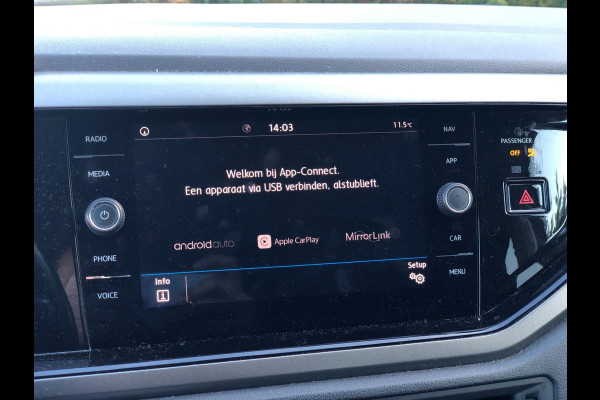 14:03
11.5°C
RADIO
MEDIA
PHONE
VOICE
Welkom bij App-Connect.
Een apparaat via USB verbinden, alstublieft.
androidauto
Apple CarPlay
MirrorLink
Info
Setup
NAV
APP
CAR
MENU
PASSENGER
OFF